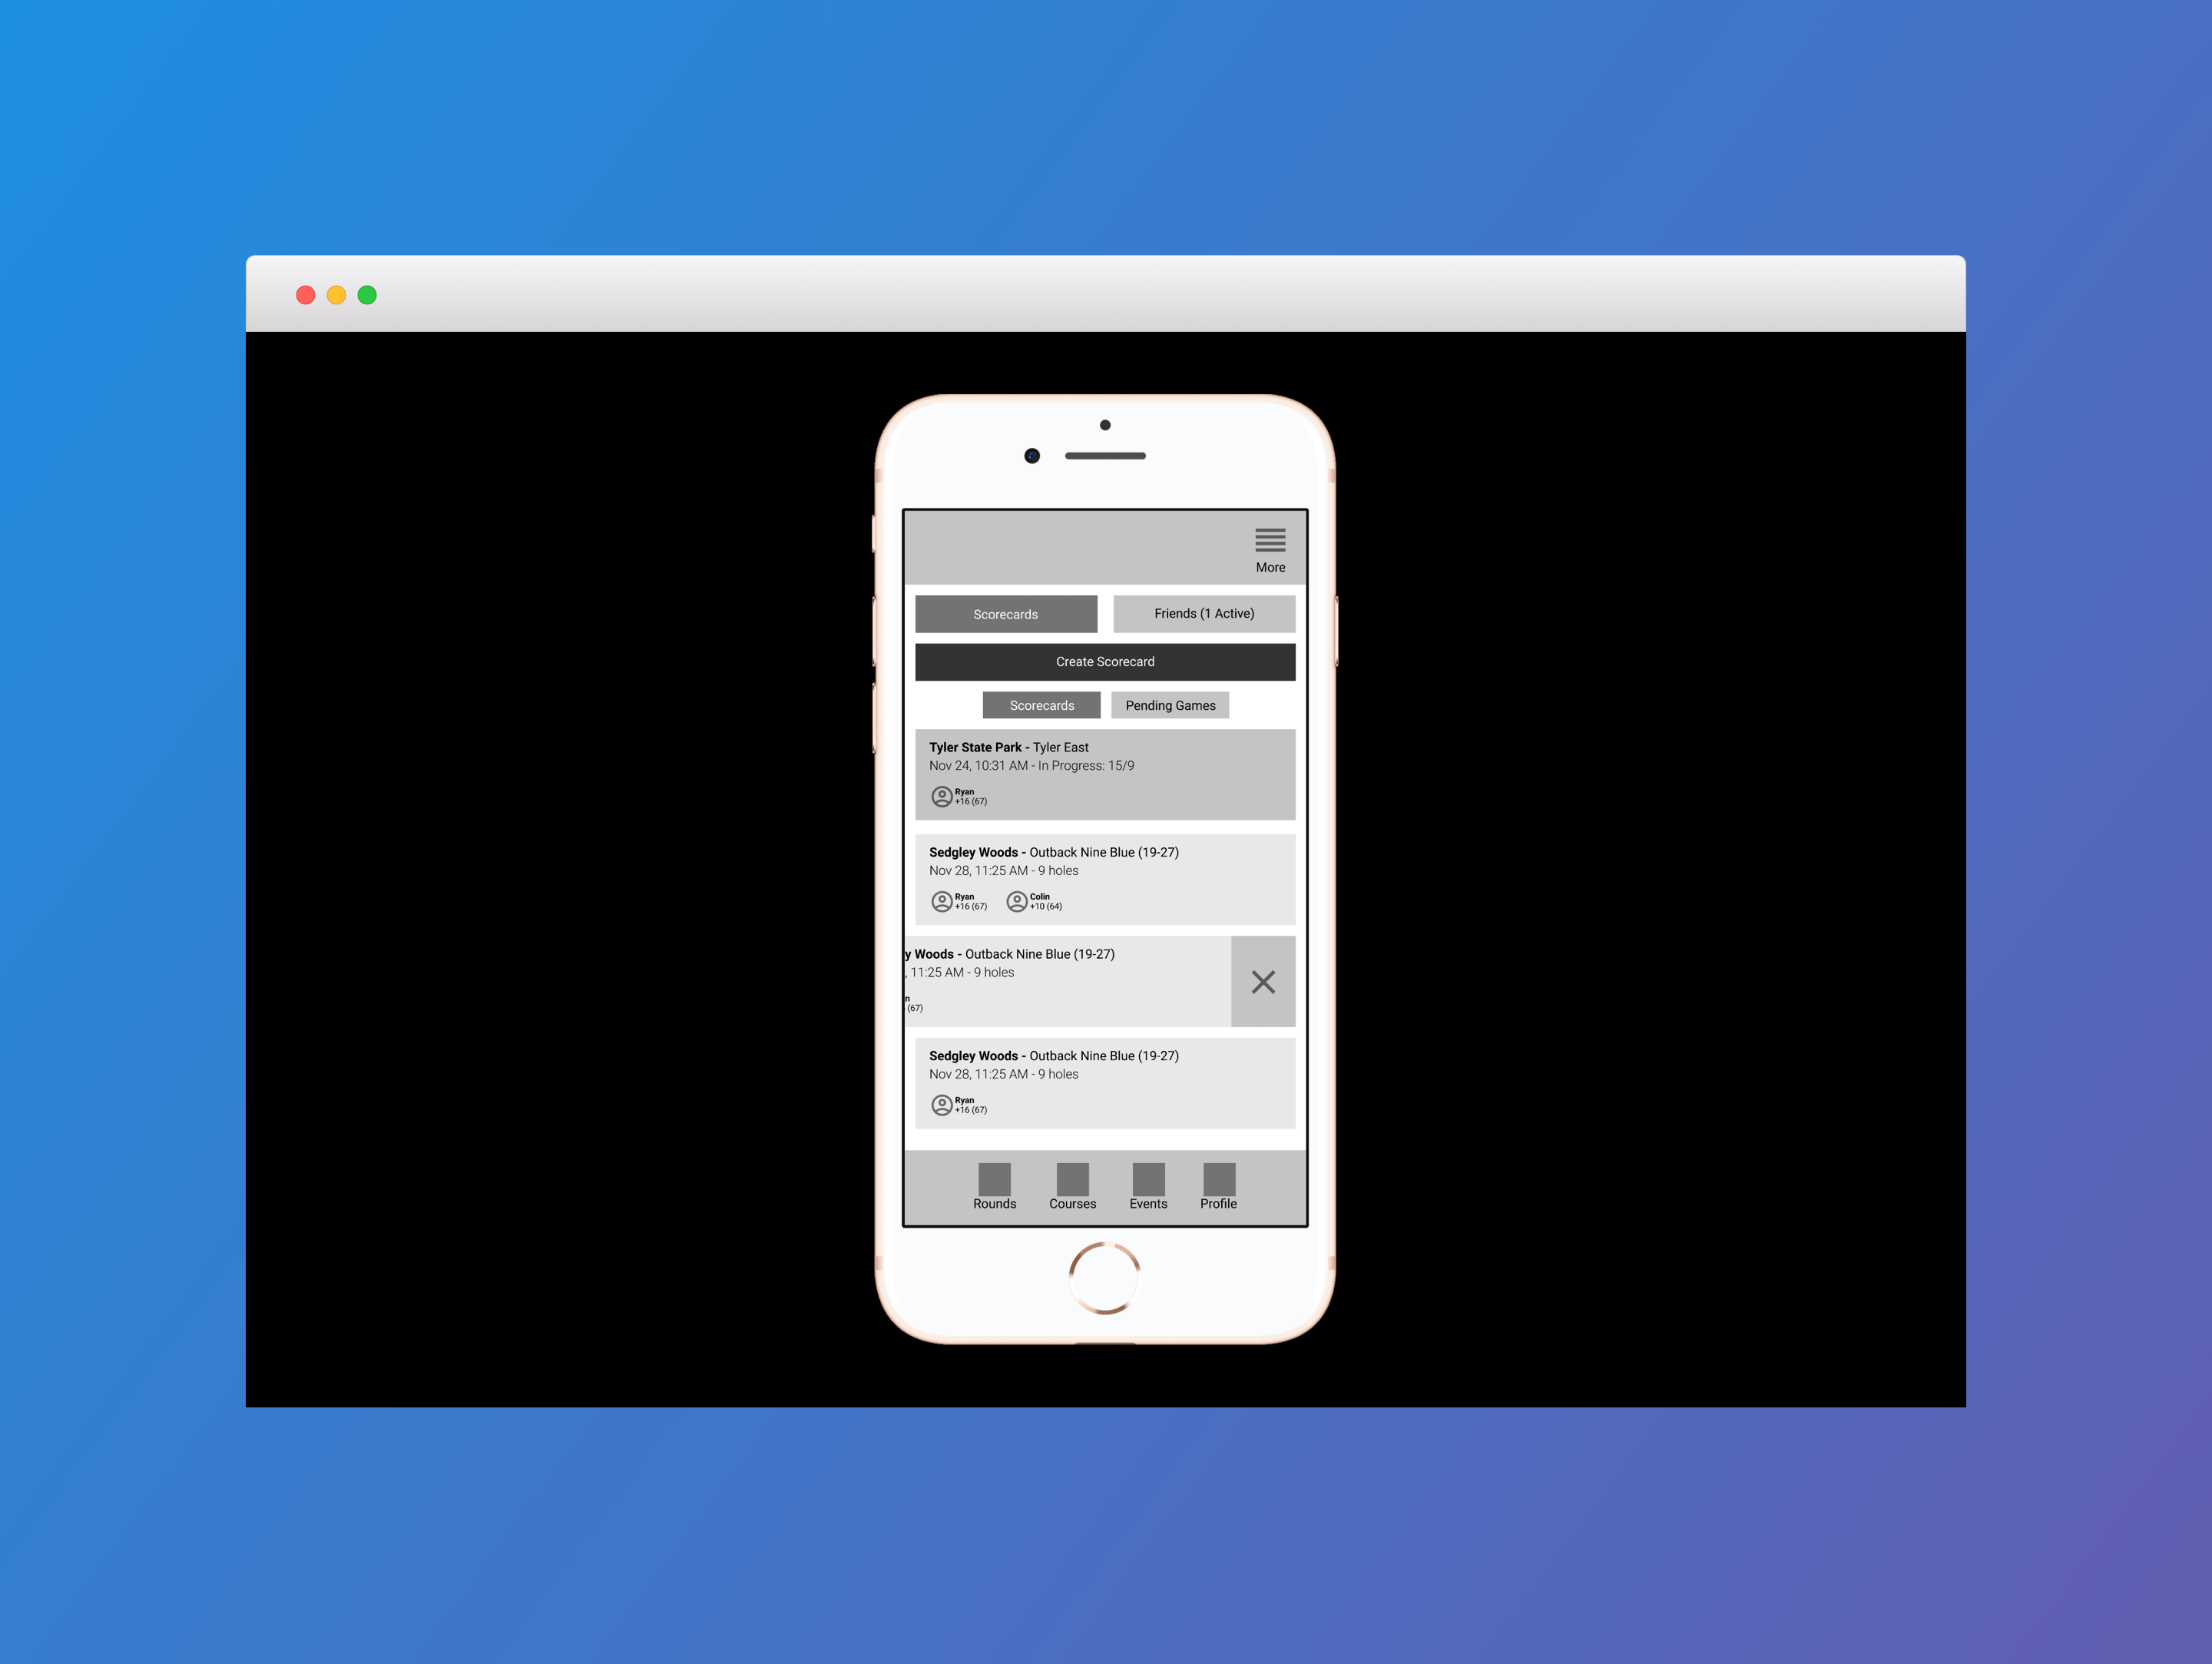 More
Scorecards
Friends (1 Active)
Create Scorecard
Scorecards
Pending Games
Tyler State Park - Tyler East
Nov 24, 10:31 AM - In Progress: 15/9
Ryan
+16 (67)
Sedgley Woods - Outback Nine Blue (19-27)
Nov 28, 11:25 AM - 9 holes
Ryan
+16 (67)
Colin
+10 (64)
y Woods - Outback Nine Blue (19-27)
, 11:25 AM - 9 holes
n
(67)
Sedgley Woods - Outback Nine Blue (19-27)
Nov 28, 11:25 AM - 9 holes
Ryan
+16 (67)
Rounds
Courses
Events
Profile